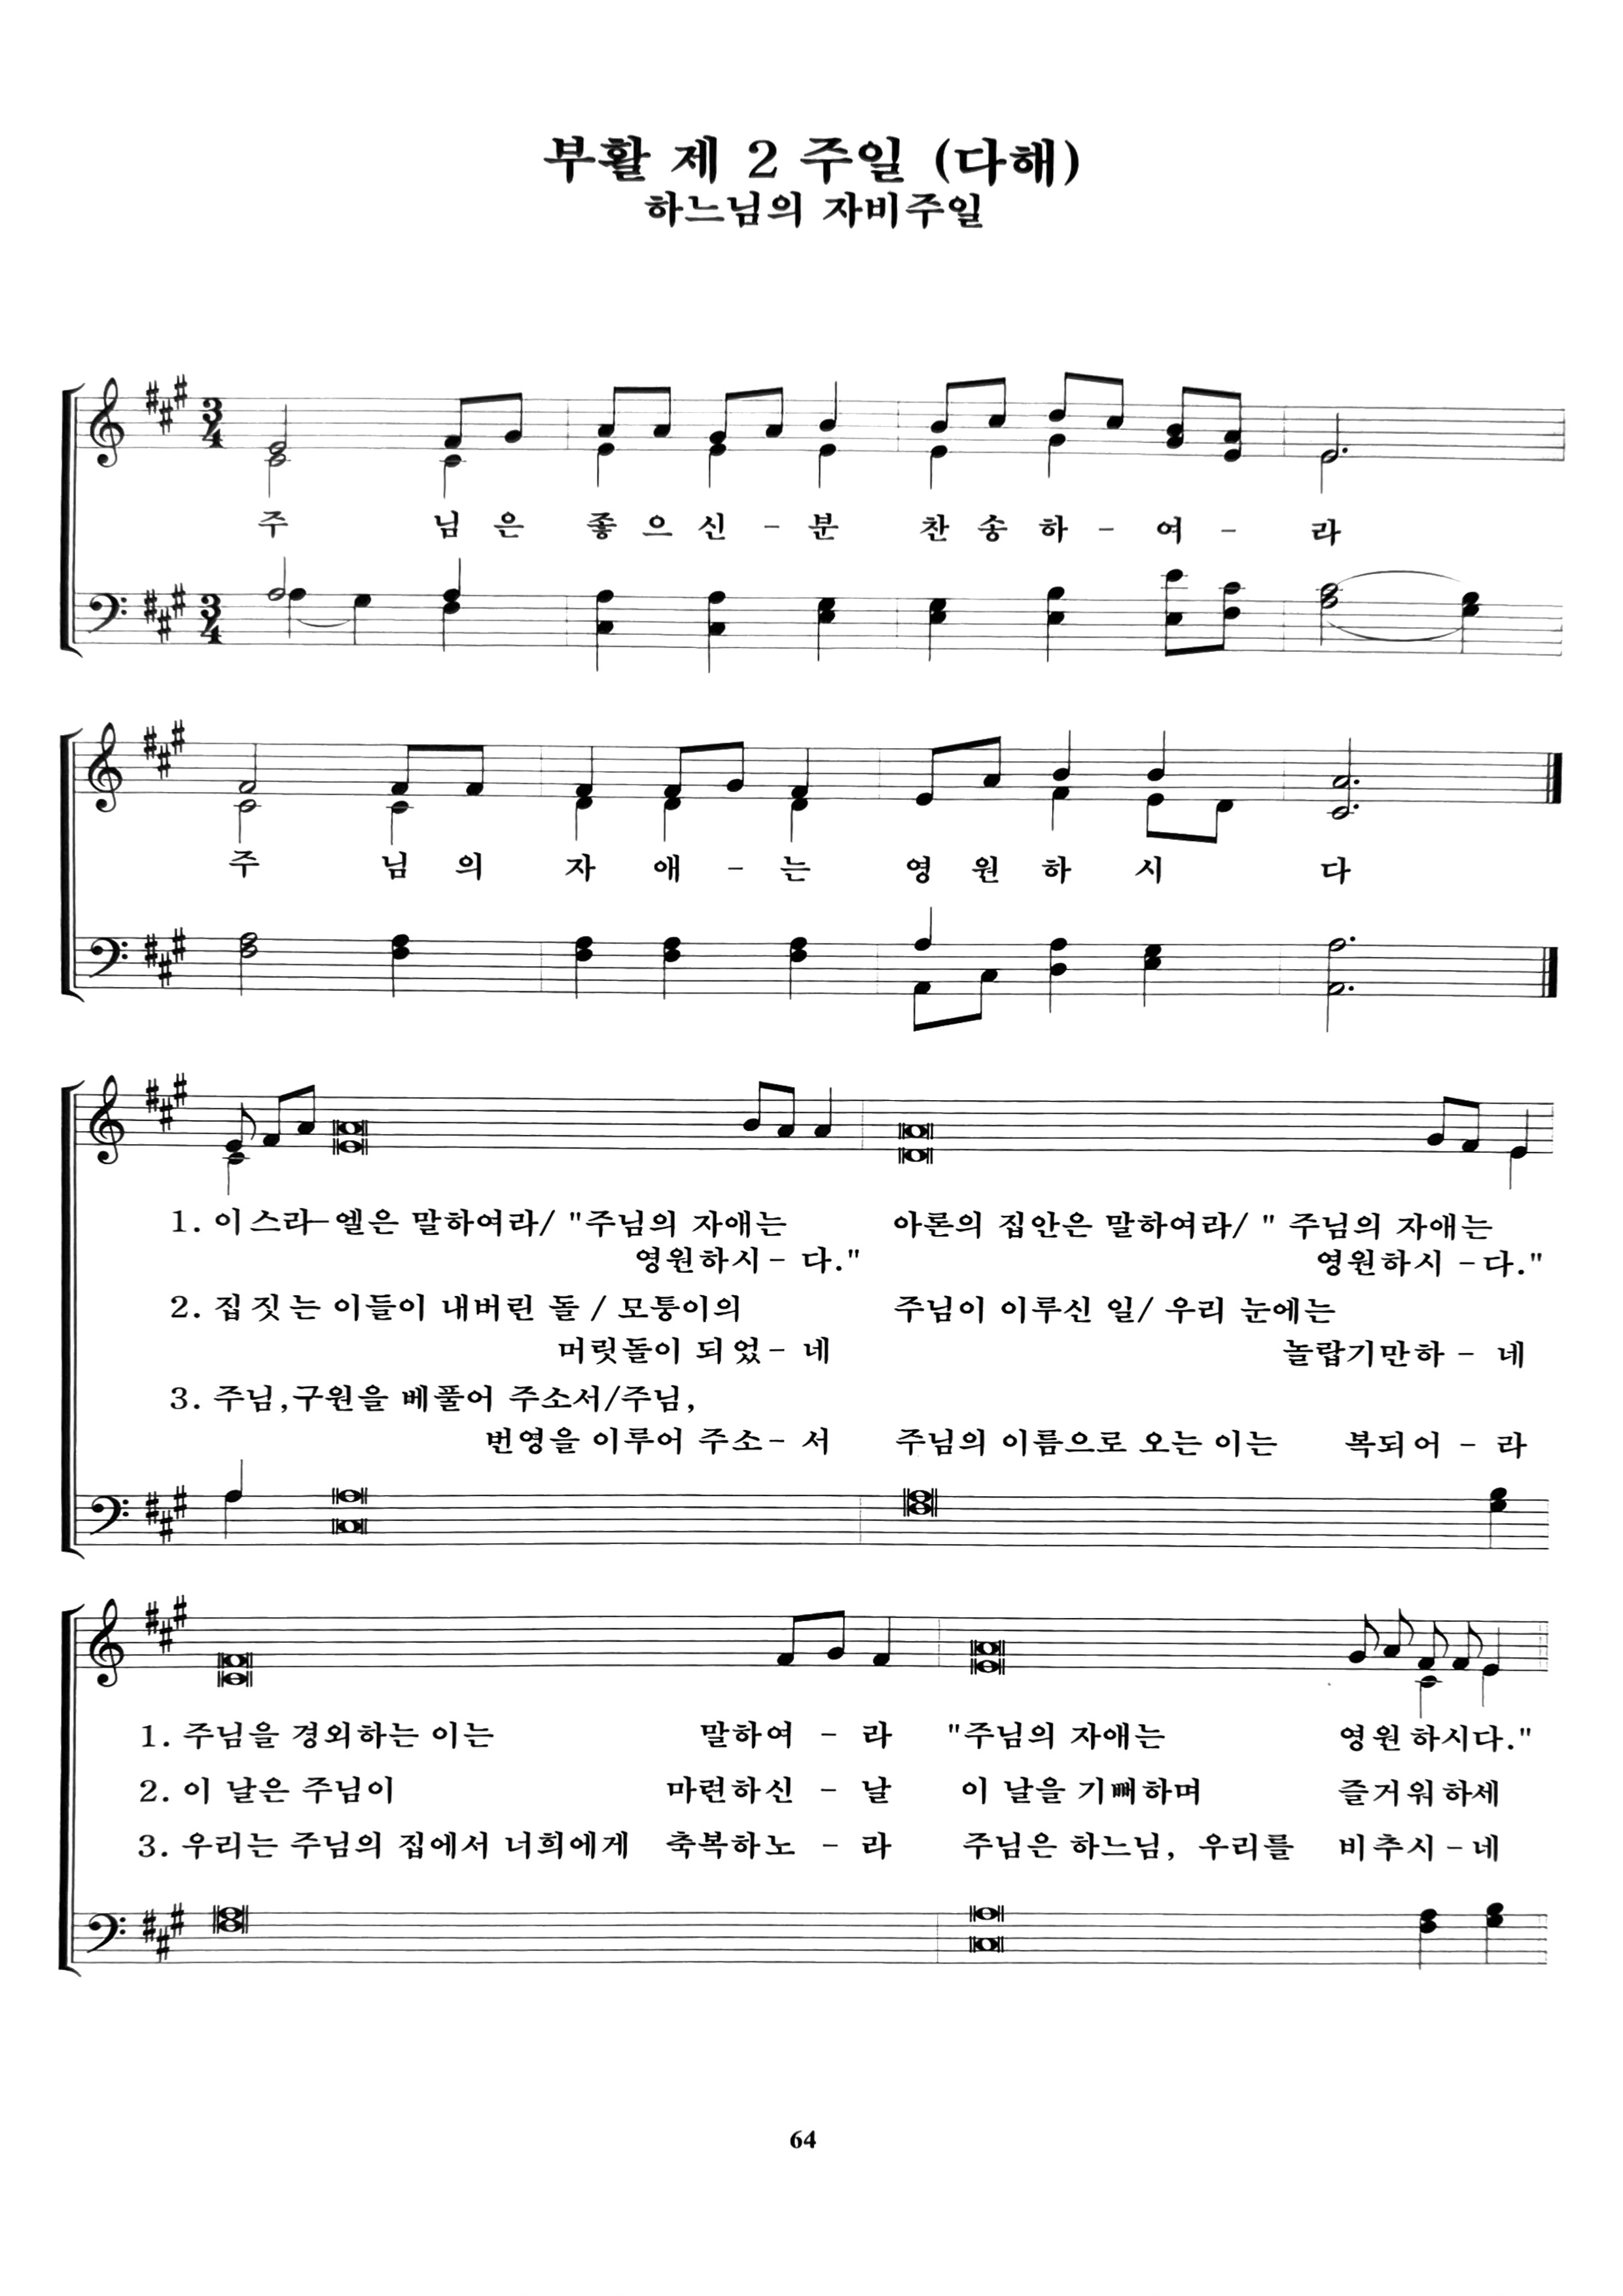 부활 제 2 주일 (다해)
하느님의 자비주일
주 님 은 좋 으 신 - 분 찬 송 하 - 여 - 라
주 님 의 자 애 - 는 영 원 하 시 다
1. 이스라-엘은 말하여라/ "주님의 자애는 아론의 집안은 말하여라/ " 주님의 자애는
영원하시 - 다." 영원하시 - 다."
2. 집 짓 는 이들이 내버린 돌 / 모퉁이의 주님이 이루신 일/ 우리 눈에는
머릿돌이 되었 - 네 놀랍기만하 - 네
3. 주님,구원을 베풀어 주소서/주님,
번영을 이루어 주소 - 서 주님의 이름으로 오는 이는 복되어 - 라
1. 주님을 경외하는 이는 말하여 - 라 "주님의 자애는 영원하시다."
2. 이 날은 주님이 마련하신 - 날 이 날을 기뻐하며 즐거워하세
3. 우리는 주님의 집에서 너희에게 축복하노 - 라 주님은 하느님, 우리를 비추시 - 네
64